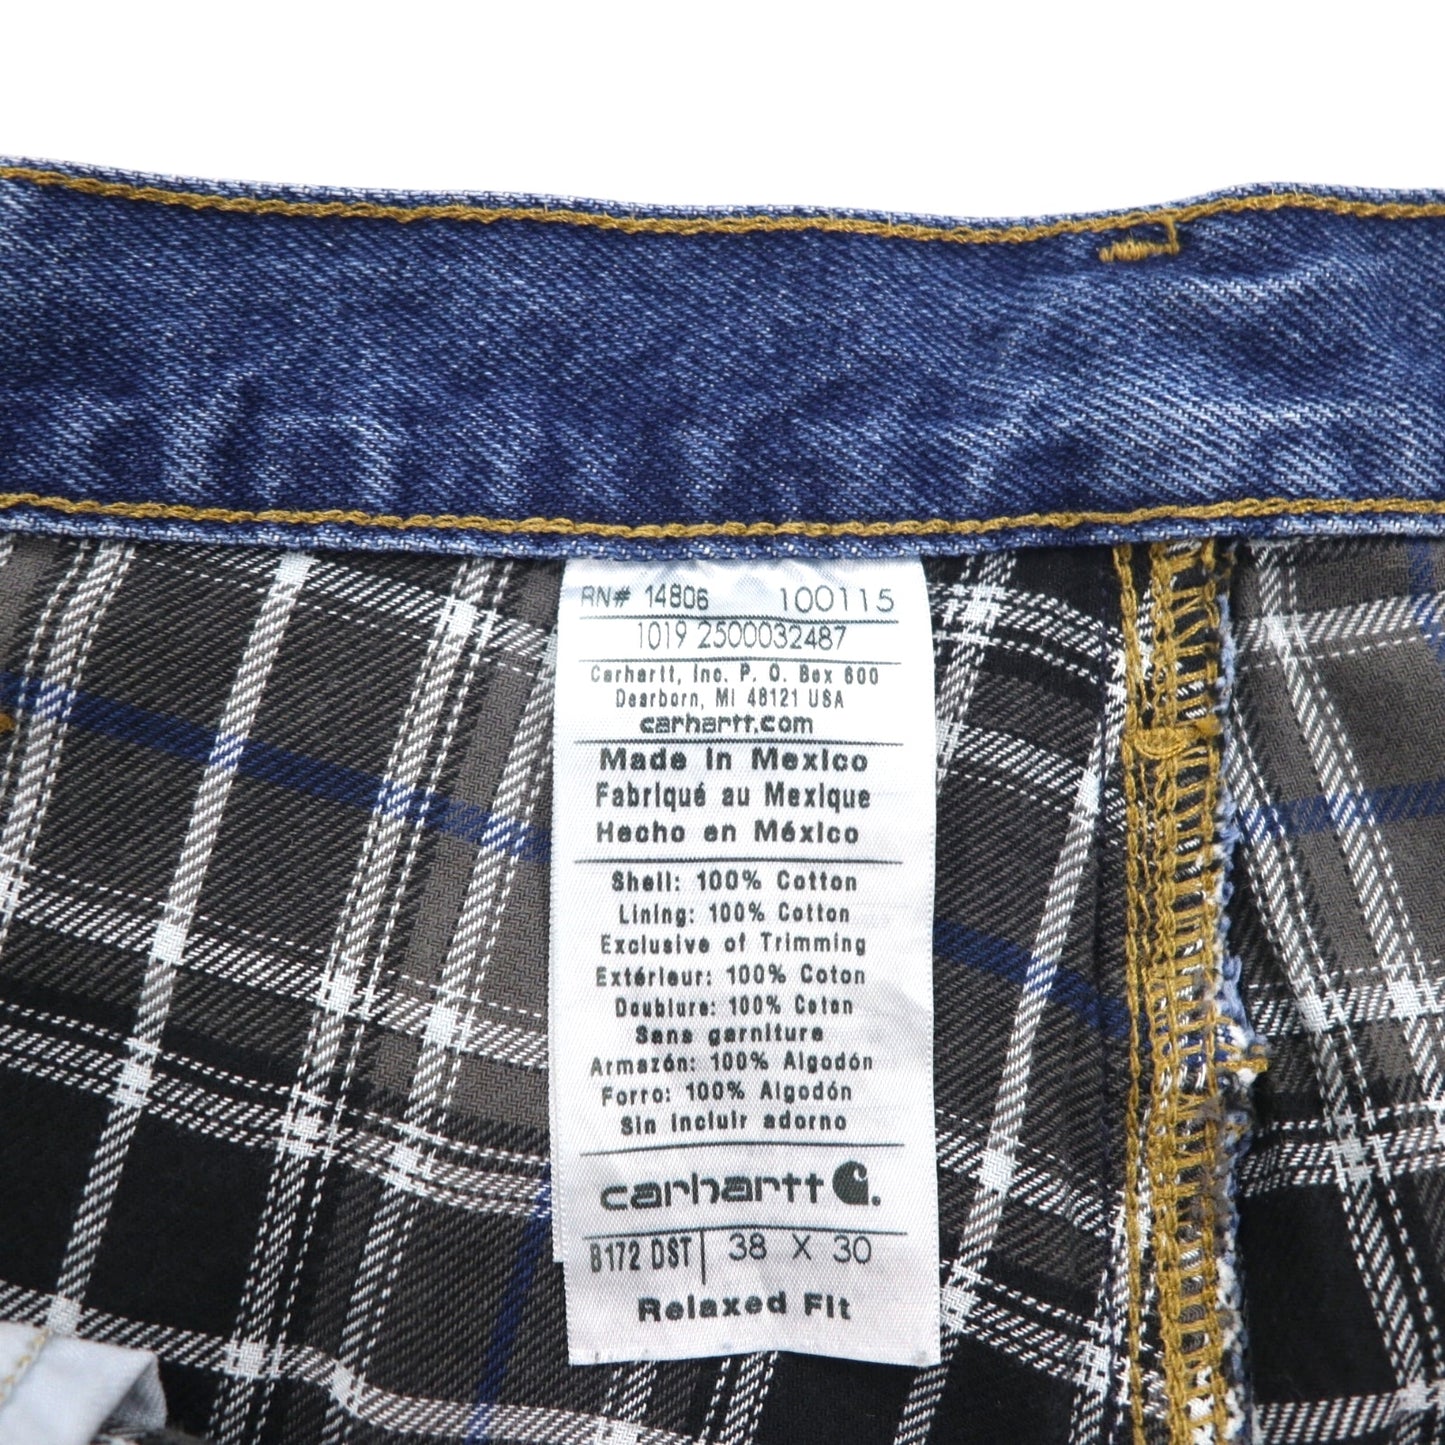 RN# 14806 100115
1019 2500032487
Carhartt, Inc. P. O. Box 600
Dearborn, MI 48121 USA
carhartt.com
Made in Mexico
Fabriqué au Mexique
Hecho en México
Shell: 100% Cotton
Lining: 100% Cotton
Exclusive of Trimming
Extérieur: 100% Coton
Doublure: 100% Coton
Sans garniture
Armazón: 100% Algodón
Forro: 100% Algodón
Sin incluir adorno
carhartt
B172 DST 38 X 30
Relaxed Fit